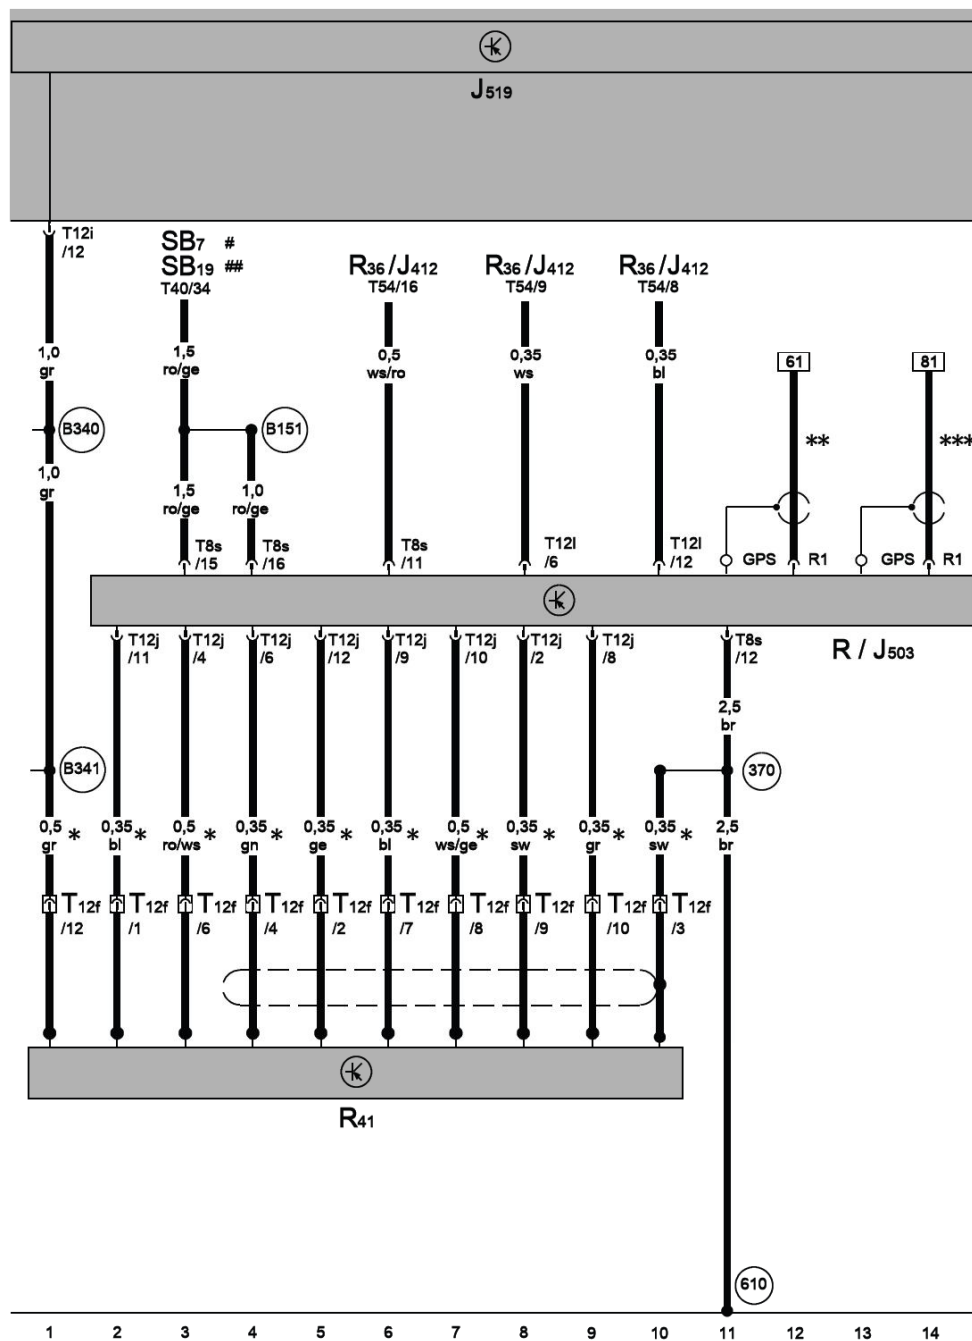 J519
T12i
/12
SB7 #
SB19 ##
T40/34
R36/J412
T54/16
R36/J412
T54/9
R36/J412
T54/8
1,0
gr
1,5
ro/ge
0,5
ws/ro
0,35
ws
0,35
bl
61
81
B340
B151
**
***
1,0
gr
1,5
ro/ge
1,0
ro/ge
T8s
/15
T8s
/16
T8s
/11
T12l
/6
T12l
/12
GPS
R1
GPS
R1
T12j
/11
T12j
/4
T12j
/6
T12j
/12
T12j
/9
T12j
/10
T12j
/2
T12j
/8
T8s
/12
R / J503
2,5
br
B341
370
0,5
gr *
0,35
bl *
0,5
ro/ws *
0,35
gn *
0,35
ge *
0,35
bl *
0,5
ws/ge *
0,35
sw *
0,35
gr *
0,35
sw *
2,5
br
T12f
/12
T12f
/1
T12f
/6
T12f
/4
T12f
/2
T12f
/7
T12f
/8
T12f
/9
T12f
/10
T12f
/3
R41
610
1 2 3 4 5 6 7 8 9 10 11 12 13 14